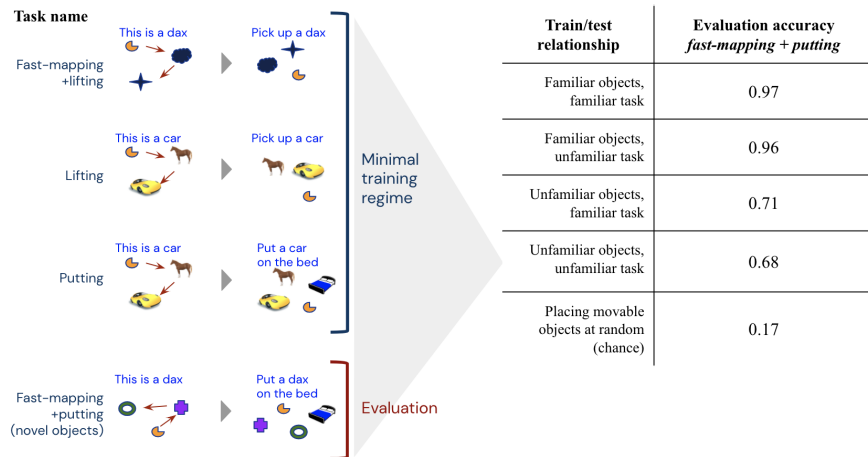 Task name
This is a dax
Pick up a dax
Fast-mapping
+lifting
This is a car
Pick up a car
Lifting
This is a car
Put a car
on the bed
Putting
Minimal
training
regime
This is a dax
Put a dax
on the bed
Fast-mapping
+putting
(novel objects)
Evaluation
Train/test
relationship
Evaluation accuracy
fast-mapping + putting
Familiar objects,
familiar task
0.97
Familiar objects,
unfamiliar task
0.96
Unfamiliar objects,
familiar task
0.71
Unfamiliar objects,
unfamiliar task
0.68
Placing movable
objects at random
(chance)
0.17